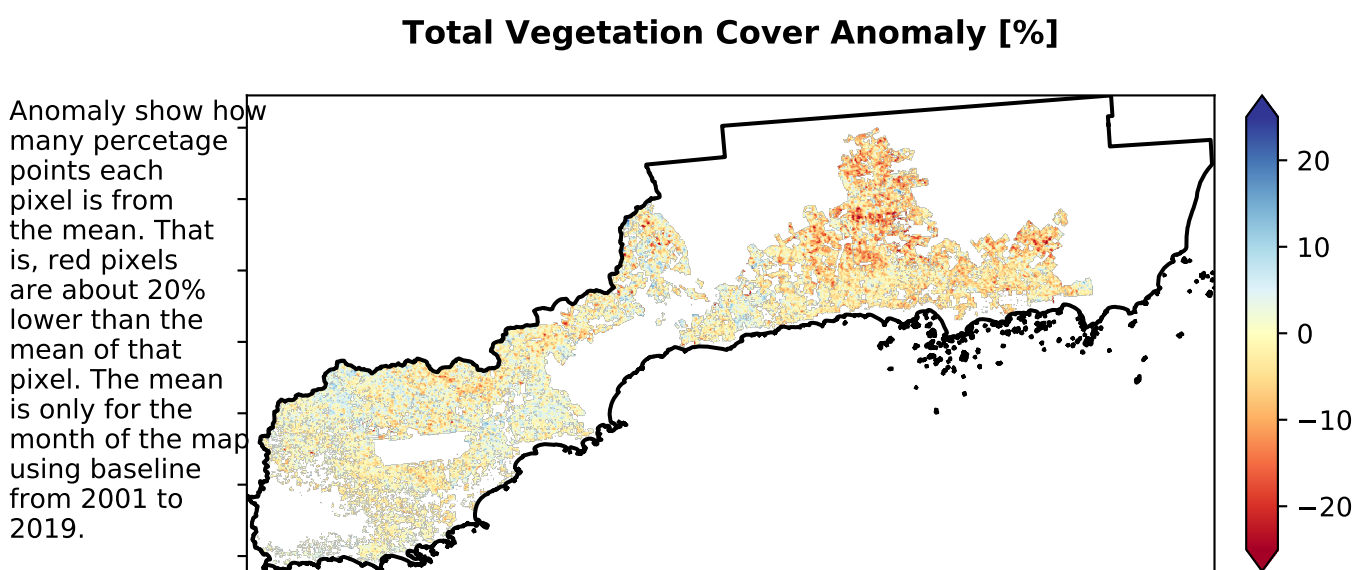 Total Vegetation Cover Anomaly [%]
Anomaly show how
many percetage
points each
pixel is from
the mean. That
is, red pixels
are about 20%
lower than the
mean of that
pixel. The mean
is only for the
month of the map
using baseline
from 2001 to
2019.
20
10
0
−10
−20